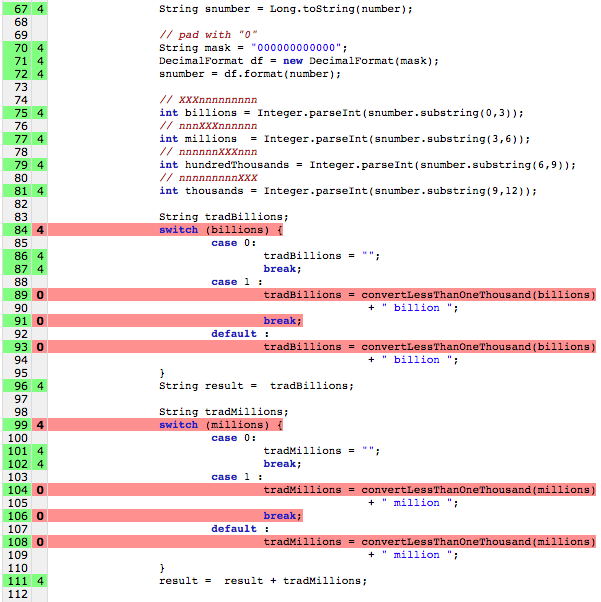 67 4 String snumber = Long.toString(number);
68
69 // pad with "0"
70 4 String mask = "000000000000";
71 4 DecimalFormat df = new DecimalFormat(mask);
72 4 snumber = df.format(number);
73
74 // XXXnnnnnnnnn
75 4 int billions = Integer.parseInt(snumber.substring(0,3));
76 // nnnXXXnnnnnn
77 4 int millions  = Integer.parseInt(snumber.substring(3,6));
78 // nnnnnnXXXnnn
79 4 int hundredThousands = Integer.parseInt(snumber.substring(6,9));
80 // nnnnnnnnnXXX
81 4 int thousands = Integer.parseInt(snumber.substring(9,12));
82
83 String tradBillions;
84 4 switch (billions) {
85 case 0:
86 4 tradBillions = "";
87 4 break;
88 case 1 :
89 0 tradBillions = convertLessThanOneThousand(billions)
90 + " billion ";
91 0 break;
92 default :
93 0 tradBillions = convertLessThanOneThousand(billions)
94 + " billion ";
95 }
96 4 String result =  tradBillions;
97
98 String tradMillions;
99 4 switch (millions) {
100 case 0:
101 4 tradMillions = "";
102 4 break;
103 case 1 :
104 0 tradMillions = convertLessThanOneThousand(millions)
105 + " million ";
106 0 break;
107 default :
108 0 tradMillions = convertLessThanOneThousand(millions)
109 + " million ";
110 }
111 4 result =  result + tradMillions;
112